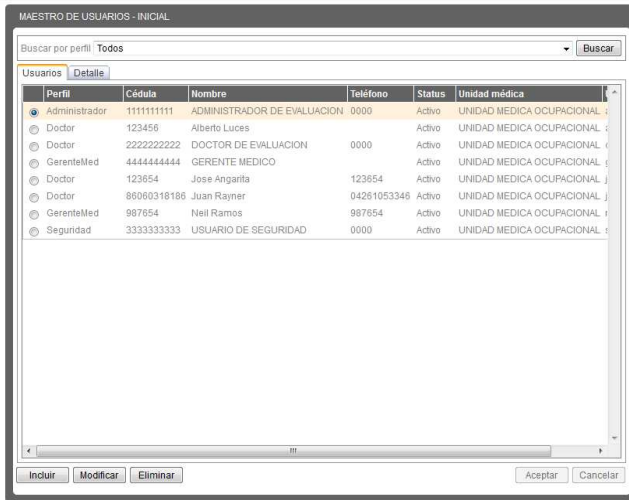 MAESTRO DE USUARIOS - INICIAL
Buscar por perfil Todos Buscar
Usuarios Detalle
Perfil Cédula Nombre Teléfono Status Unidad médica
Administrador 1111111111 ADMINISTRADOR DE EVALUACION 0000 Activo UNIDAD MEDICA OCUPACIONAL
Doctor 123456 Alberto Luces Activo UNIDAD MEDICA OCUPACIONAL
Doctor 2222222222 DOCTOR DE EVALUACION 0000 Activo UNIDAD MEDICA OCUPACIONAL
GerenteMed 4444444444 GERENTE MEDICO Activo UNIDAD MEDICA OCUPACIONAL
Doctor 123654 Jose Angarita 123654 Activo UNIDAD MEDICA OCUPACIONAL
Doctor 86060318186 Juan Rayner 04261053346 Activo UNIDAD MEDICA OCUPACIONAL
GerenteMed 987654 Neil Ramos 987654 Activo UNIDAD MEDICA OCUPACIONAL
Seguridad 3333333333 USUARIO DE SEGURIDAD 0000 Activo UNIDAD MEDICA OCUPACIONAL
Incluir Modificar Eliminar Aceptar Cancelar